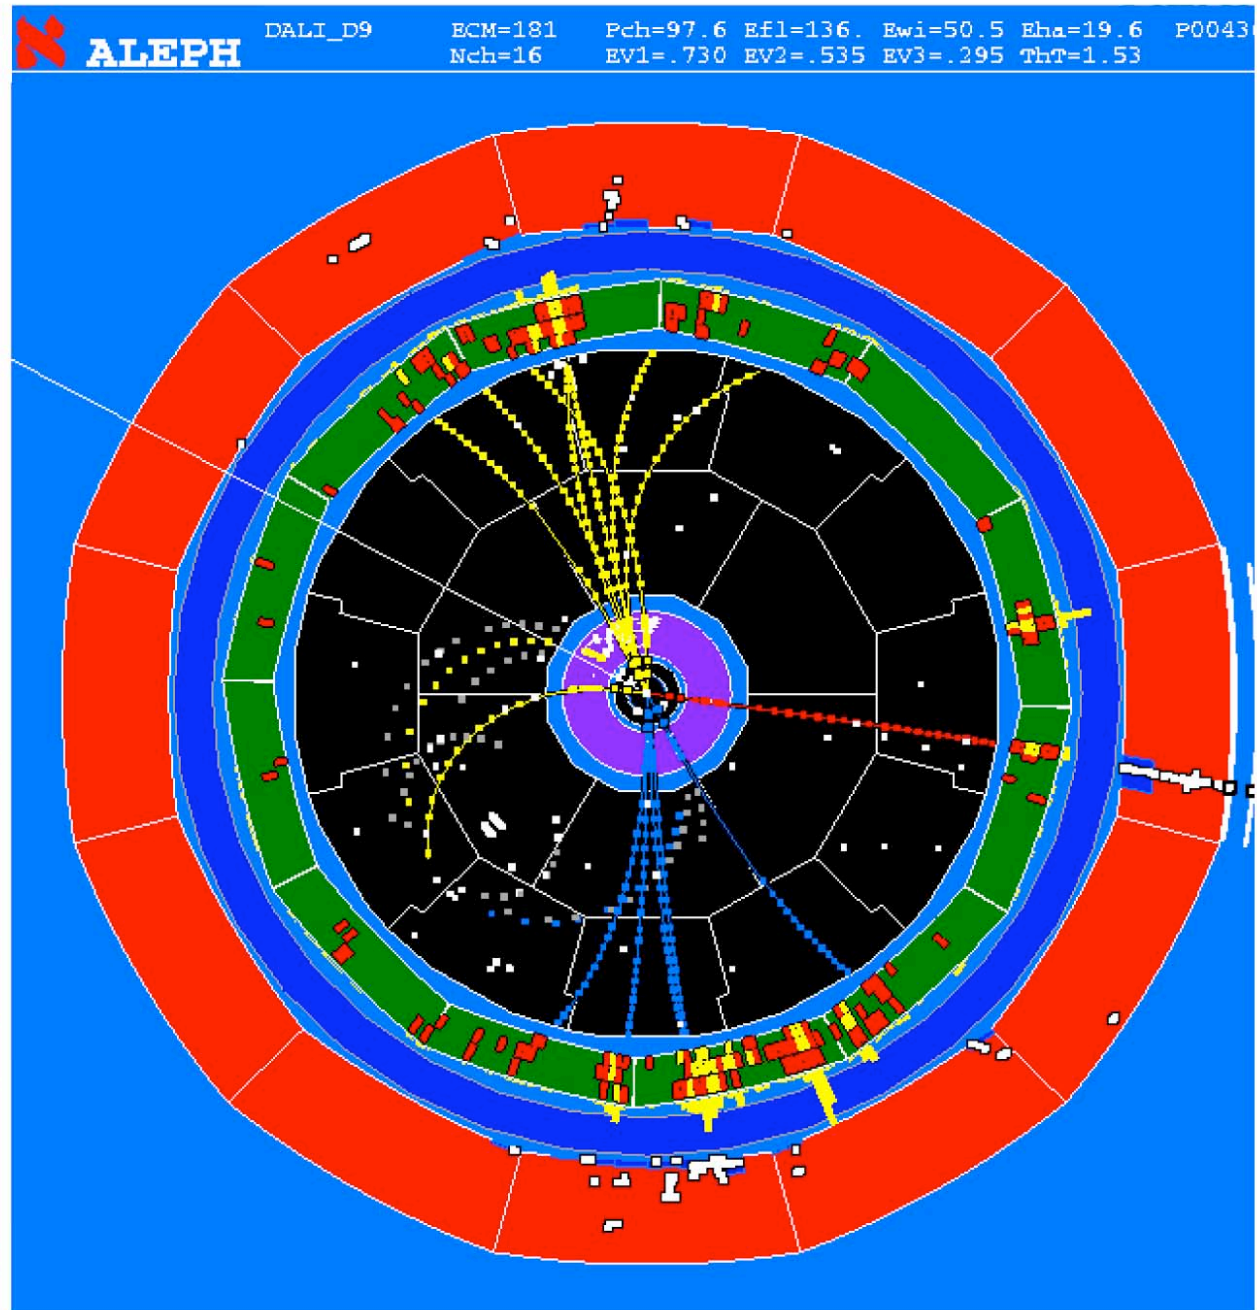 ALEPH DALI_D9 ECM=181 Pch=97.6 Efl=136. Ewi=50.5 Eha=19.6
Nch=16 EV1=.730 EV2=.535 EV3=.295 ThT=1.53